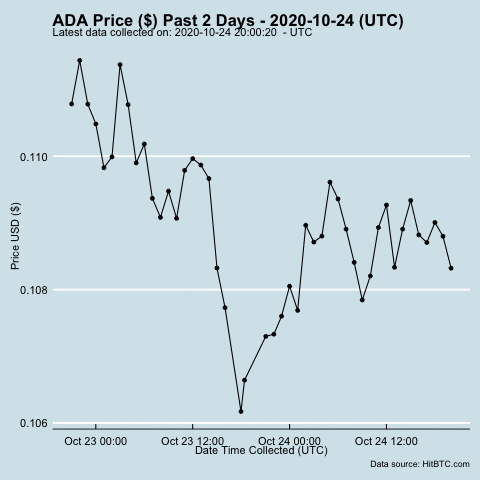 ADA Price ($) Past 2 Days - 2020-10-24 (UTC)
Latest data collected on: 2020-10-24 20:00:20 - UTC
0.110
0.108
0.106
Price USD ($)
Oct 23 00:00 Oct 23 12:00 Oct 24 00:00 Oct 24 12:00
Date Time Collected (UTC)
Data source: HitBTC.com